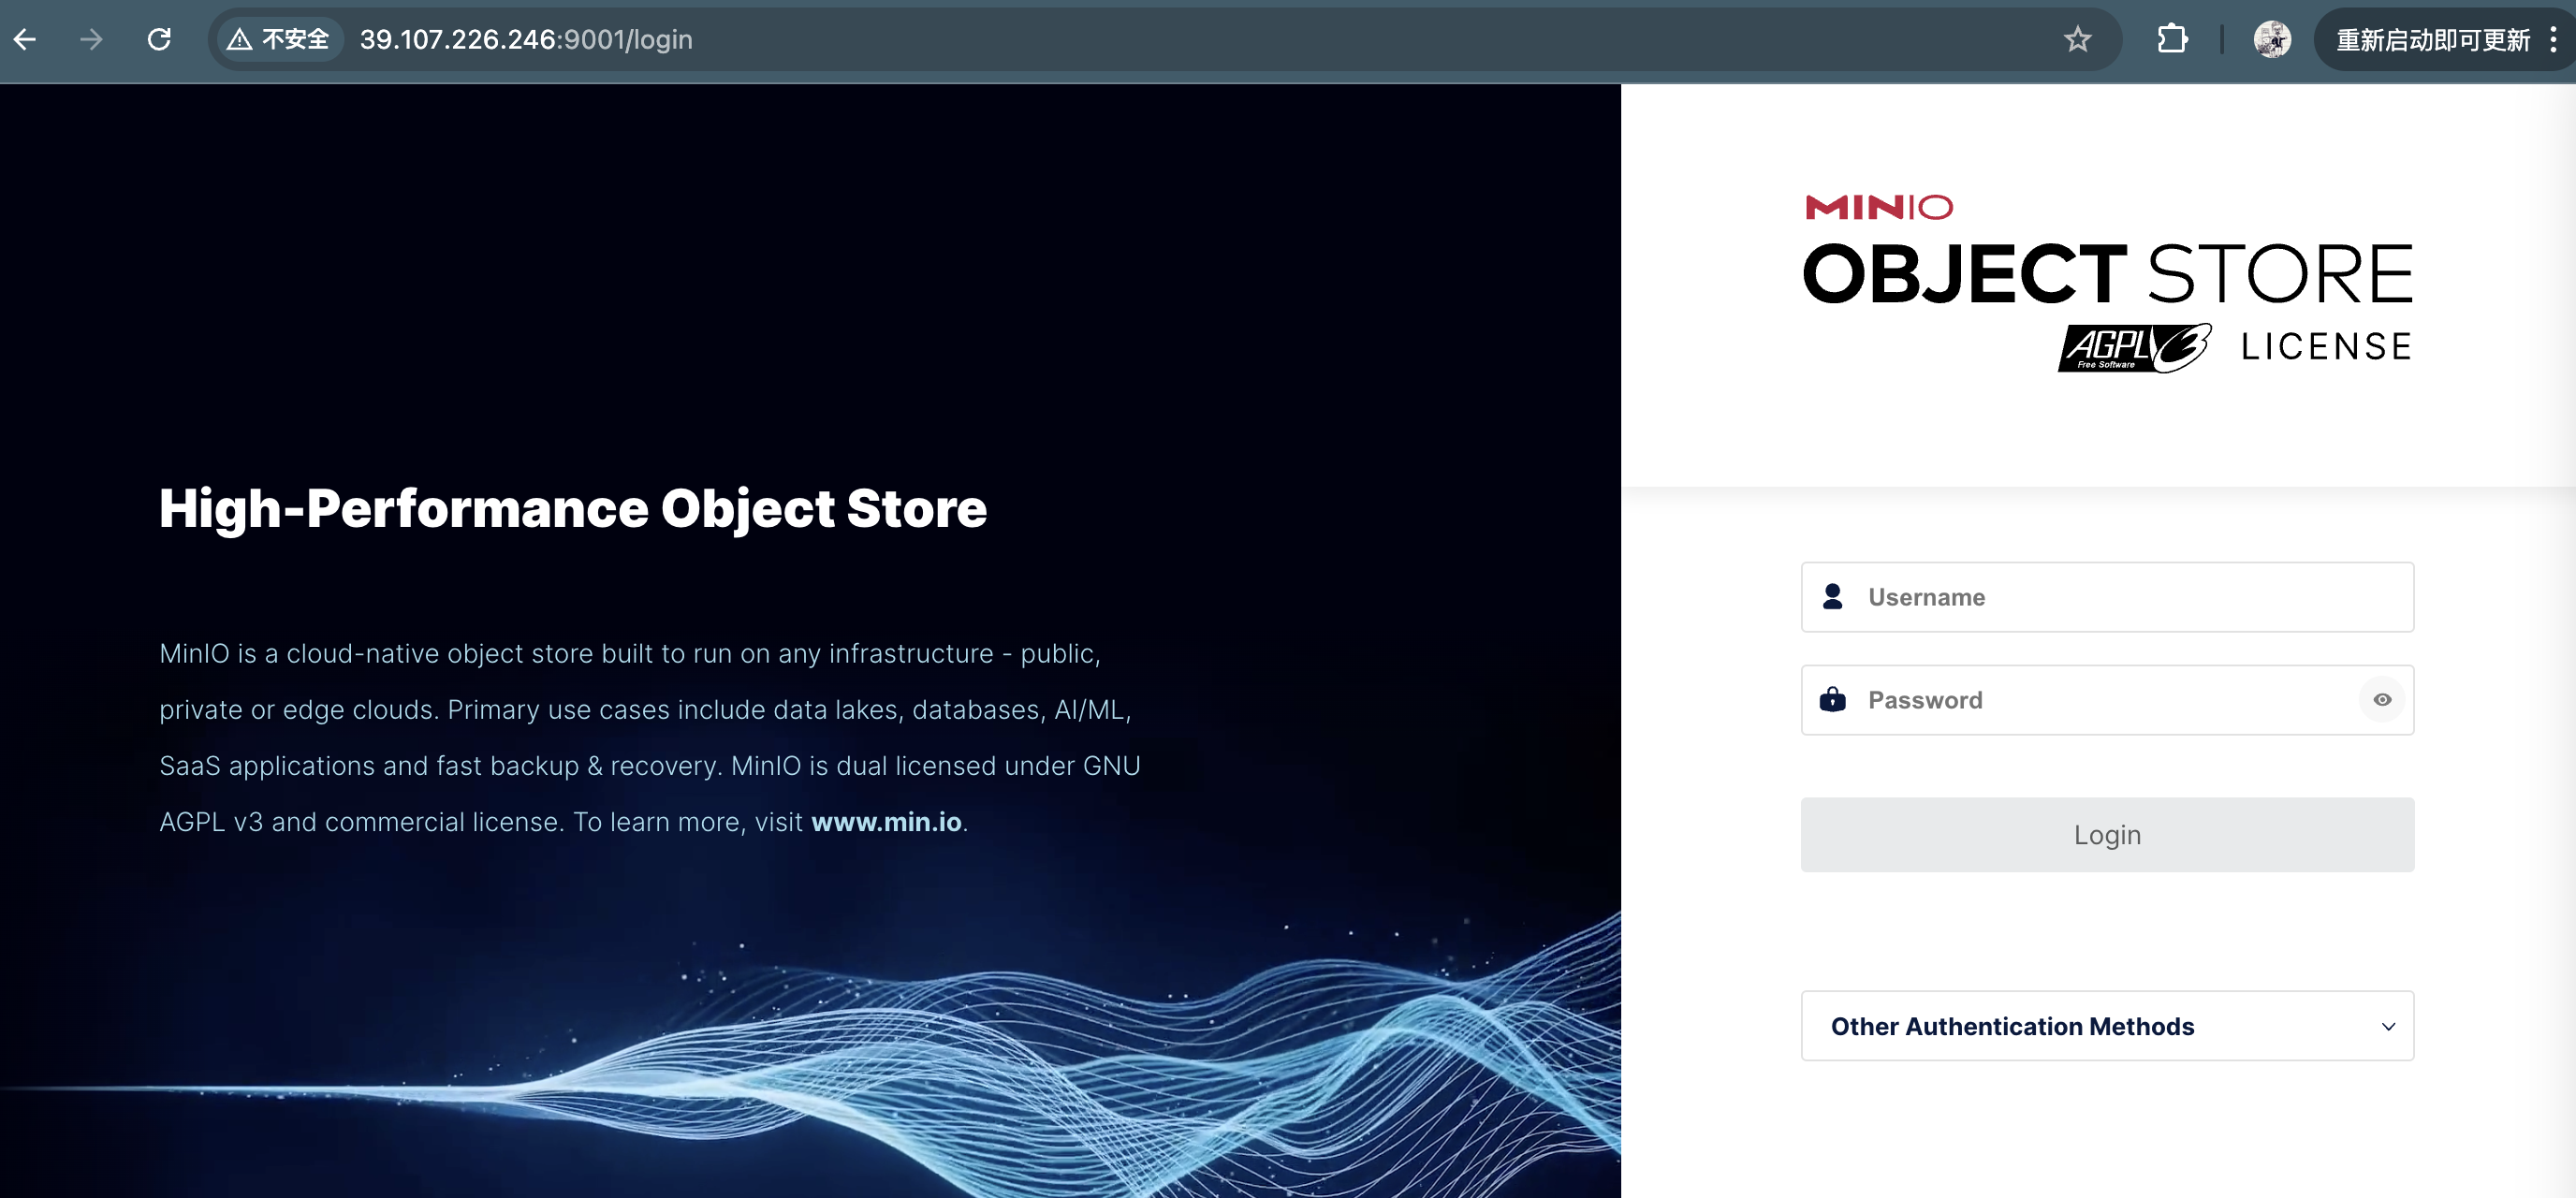 不安全 39.107.226.246:9001/login 重新启动即可更新
MINIO
OBJECT STORE
AGPL v3 Free Software LICENSE
High-Performance Object Store
MinIO is a cloud-native object store built to run on any infrastructure - public,
private or edge clouds. Primary use cases include data lakes, databases, AI/ML,
SaaS applications and fast backup & recovery. MinIO is dual licensed under GNU
AGPL v3 and commercial license. To learn more, visit www.min.io.
Username
Password
Login
Other Authentication Methods